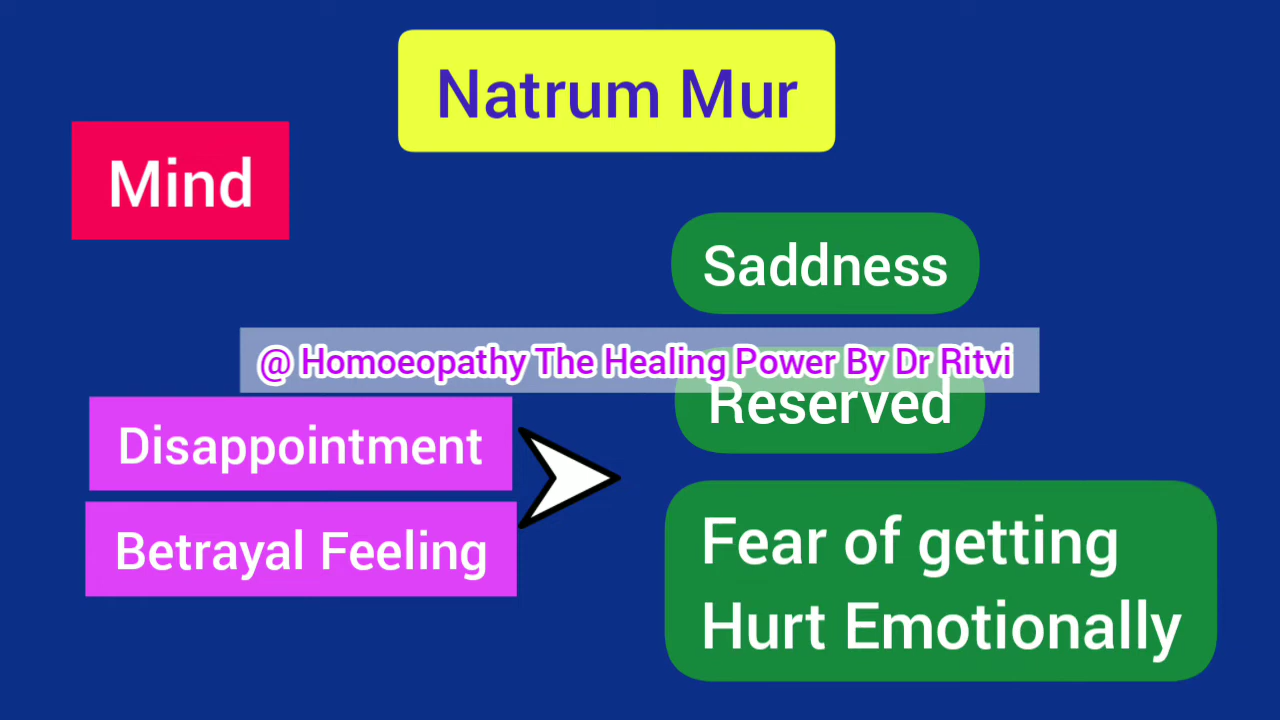 Natrum Mur
Mind
Saddness
@ Homoeopathy The Healing Power By Dr Ritvi
Reserved
Disappointment
Betrayal Feeling
Fear of getting
Hurt Emotionally